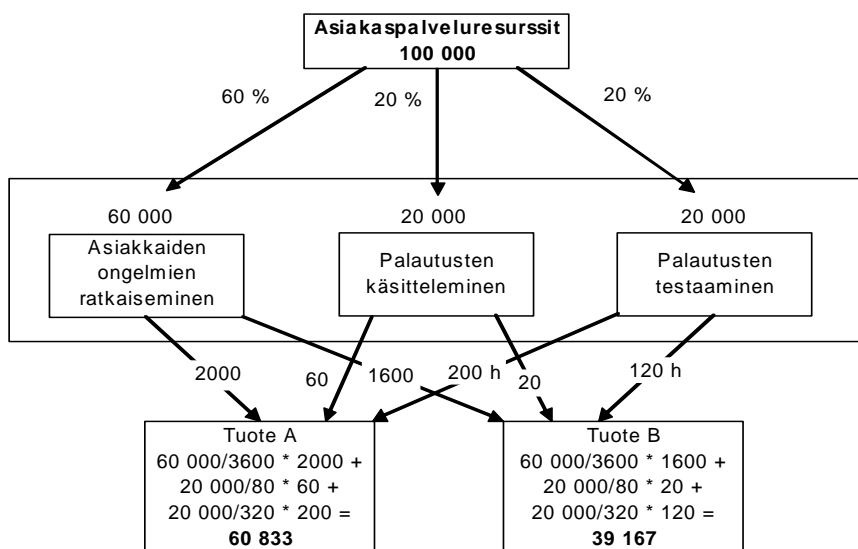 Asiakaspalveluresurssit
100 000
60 %
20 %
20 %
60 000
20 000
20 000
Asiakkaiden
ongelmien
ratkaiseminen
Palautusten
käsitteleminen
Palautusten
testaaminen
2000
60
1600
200 h
20
120 h
Tuote A
60 000/3600 * 2000 +
20 000/80 * 60 +
20 000/320 * 200 =
60 833
Tuote B
60 000/3600 * 1600 +
20 000/80 * 20 +
20 000/320 * 120 =
39 167